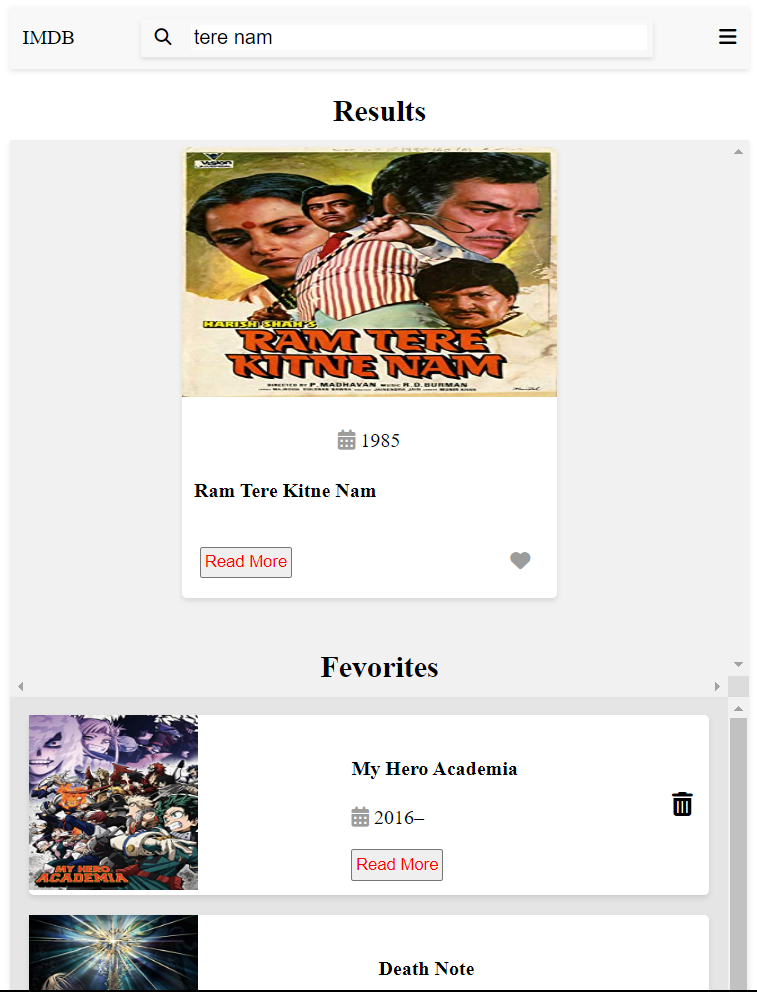 IMDB
tere nam
Results
Vision
HARISH SHAH'S
RAM TERE
KITNE NAM
DIRECTED BY P. MADHAVAN MUSIC R.D. BURMAN
1985
Ram Tere Kitne Nam
Read More
Fevorites
MY HERO
ACADEMIA
My Hero Academia
2016–
Read More
Death Note